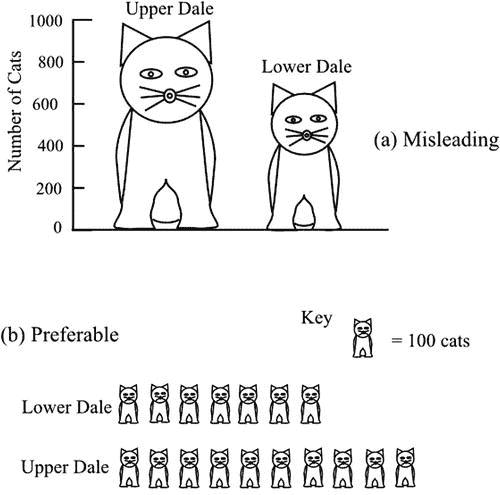 Upper Dale
1000
Number of Cats
800
Lower Dale
600
400
(a) Misleading
200
0
Key
(b) Preferable
= 100 cats
Lower Dale
Upper Dale